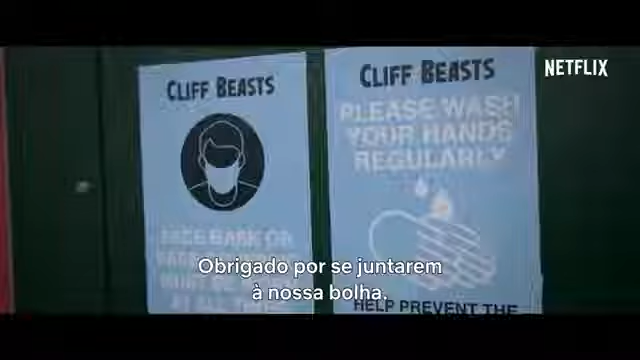 CLIFF BEASTS
CLIFF BEASTS
NETFLIX
PLEASE WASH
YOUR HANDS
REGULARLY
HELP PREVENT THE
Obrigado por se juntarem
à nossa bolha.